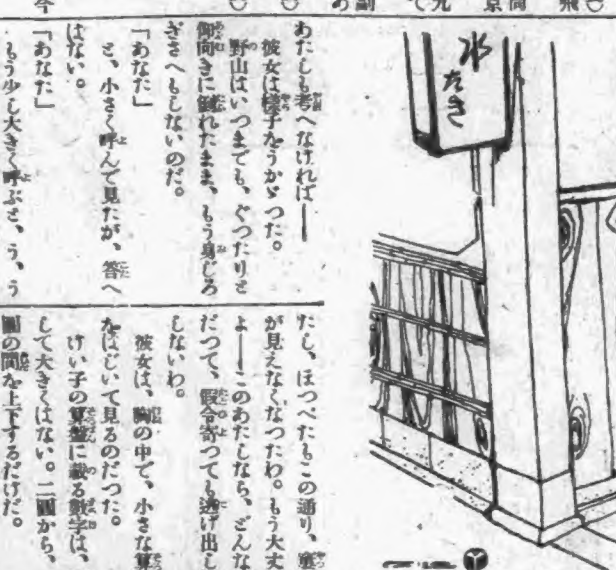 水たき
あたしも考へなければ――
彼女は様子をうかゞつた。
野山はいつまでも、ぐつたりと
仰向きに倒れたまま、もう身じろ
ぎさへもしないのだ。
「あなた」
と、小さく呼んで見たが、答へ
はない。
「あなた」
もう少し大きく呼ぶと、う、う
たし、ほつぺたもこの通り、窶
が見えなくなつたわ。もう大丈
よ――このあたしなら、どんな
だつて、假令寄つても逃げ出し
しないわ。
彼女は、胸の中で、小さな算
をはじいて見るのだつた。
けい子の算盤に載る數字は、
して大きくはない。二圓から、
圓の間を上下するだけだ。